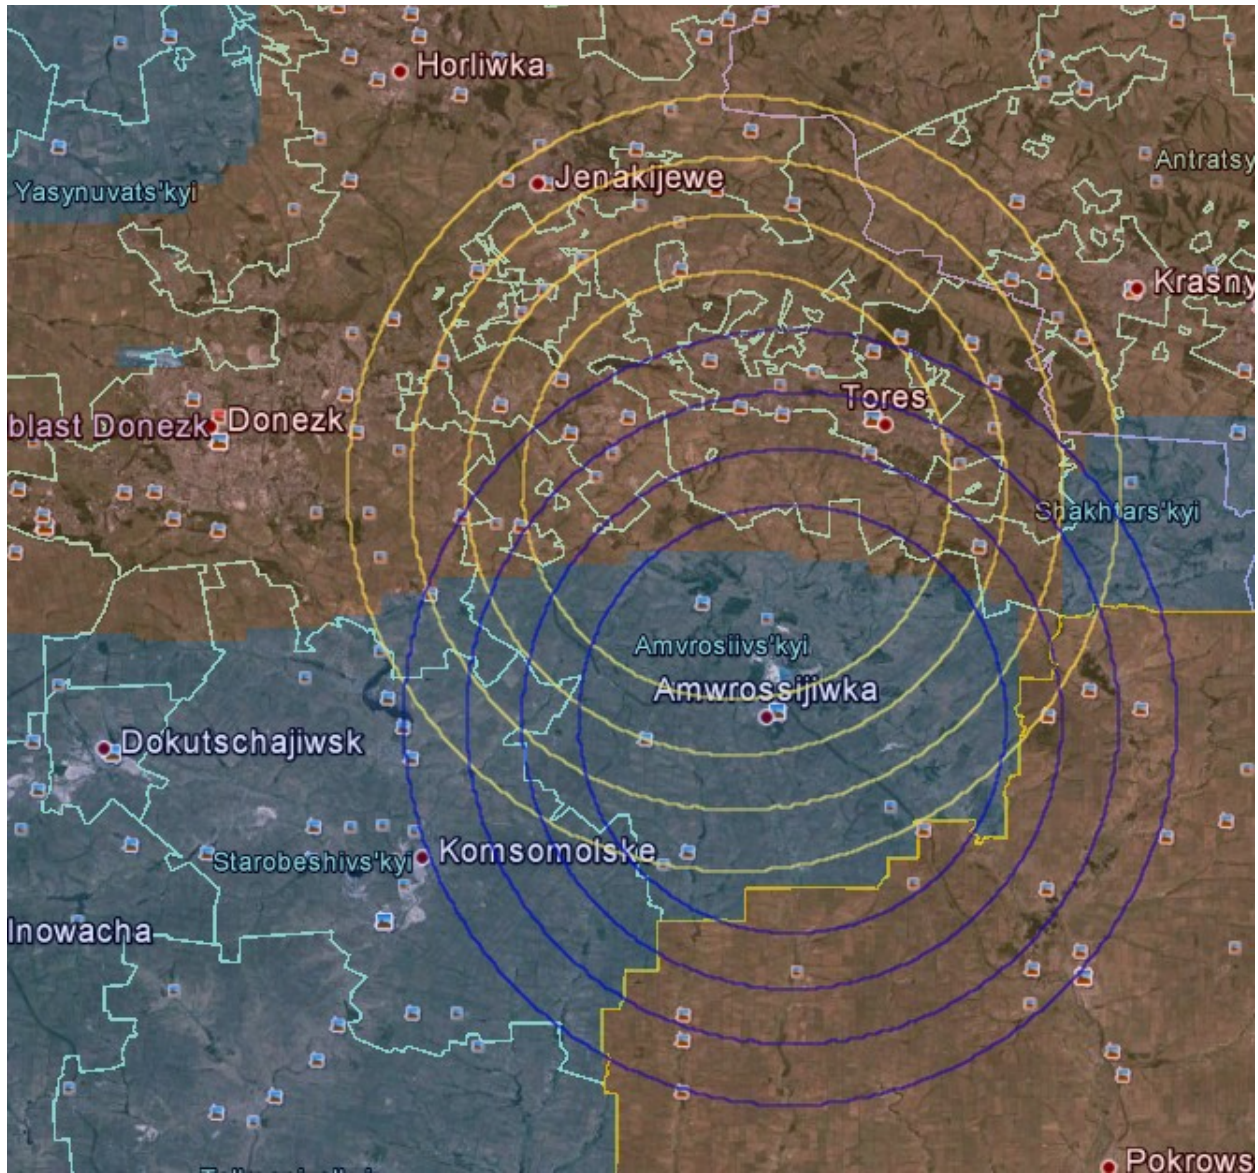 Horliwka
Antratsy
Jenakijewe
Yasynuvats'kyi
Krasny
Tores
blast Donezk
Donezk
Shakhtars'kyi
Amvrosiivs'kyi
Amwrossijiwka
Dokutschajiwsk
Komsomolske
Starobeshivs'kyi
lnowacha
Pokrows